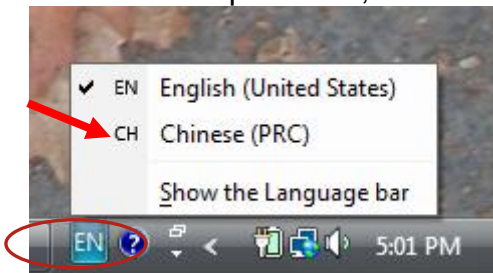 ✔ EN English (United States)
CH Chinese (PRC)
Show the Language bar
EN ? < 5:01 PM